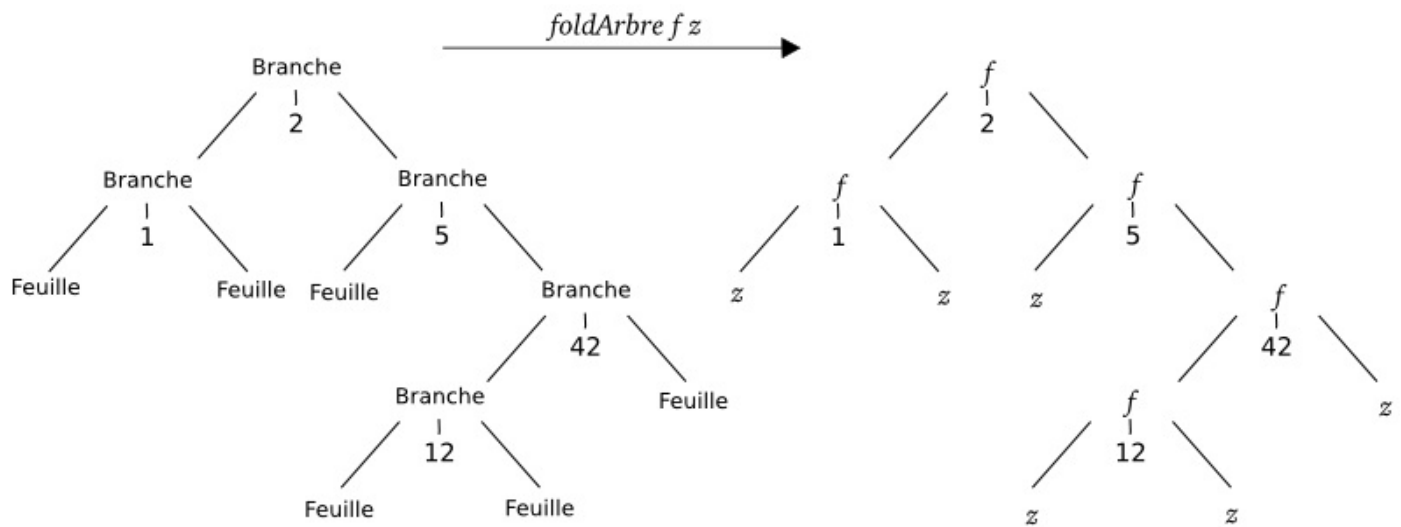 foldArbre f z
Branche
2
Branche Branche
1 5
Feuille Feuille Feuille Branche
42
Branche Feuille
12
Feuille Feuille
f
2
f f
1 5
z z z f
42
f z
12
z z